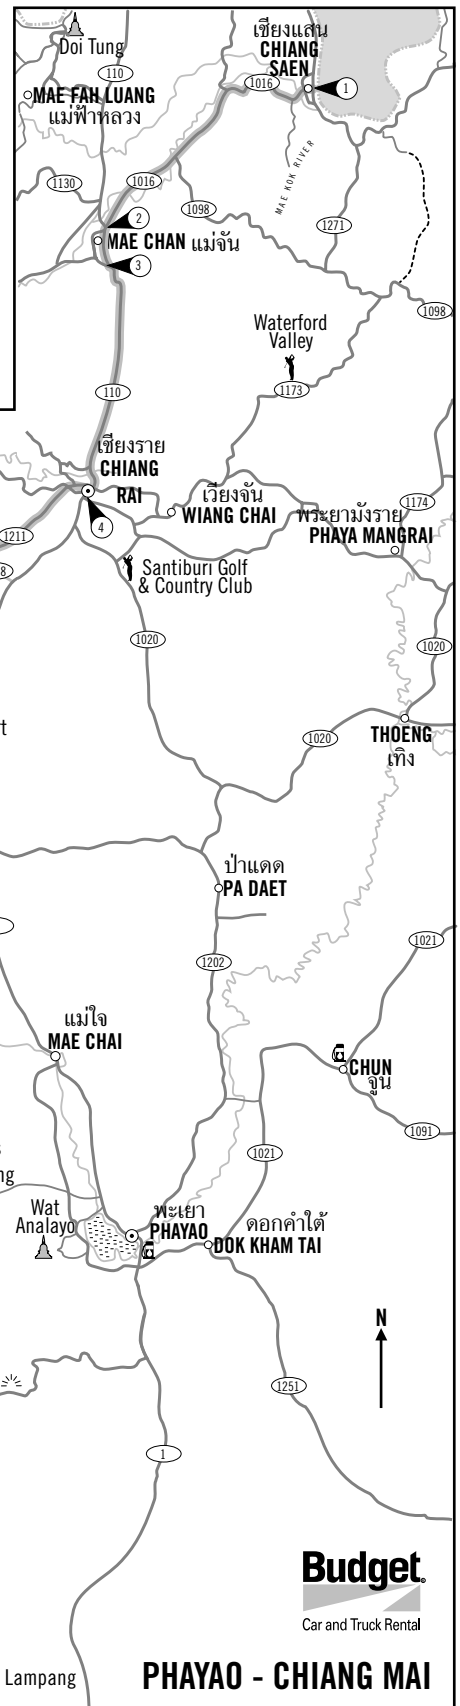 Doi Tung
เชียงแสน
CHIANG
SAEN
110
1016
1
MAE FAH LUANG
แม่ฟ้าหลวง
MAE KOK RIVER
1130
1016
1098
2
1271
MAE CHAN แม่จัน
3
1098
Waterford
Valley
110
1173
เชียงราย
CHIANG
RAI
เวียงจัน
WIANG CHAI
1174
พระยามังราย
PHAYA MANGRAI
4
1211
8
Santiburi Golf
& Country Club
1020
1020
t
1020
THOENG
เทิง
ป่าแดด
PA DAET
1021
1202
แม่ใจ
MAE CHAI
CHUN
จูน
1091
1021
ng
Wat
Analayo
พะเยา
PHAYAO
ดอกคำใต้
DOK KHAM TAI
N
1251
1
Budget
Car and Truck Rental
Lampang
PHAYAO - CHIANG MAI